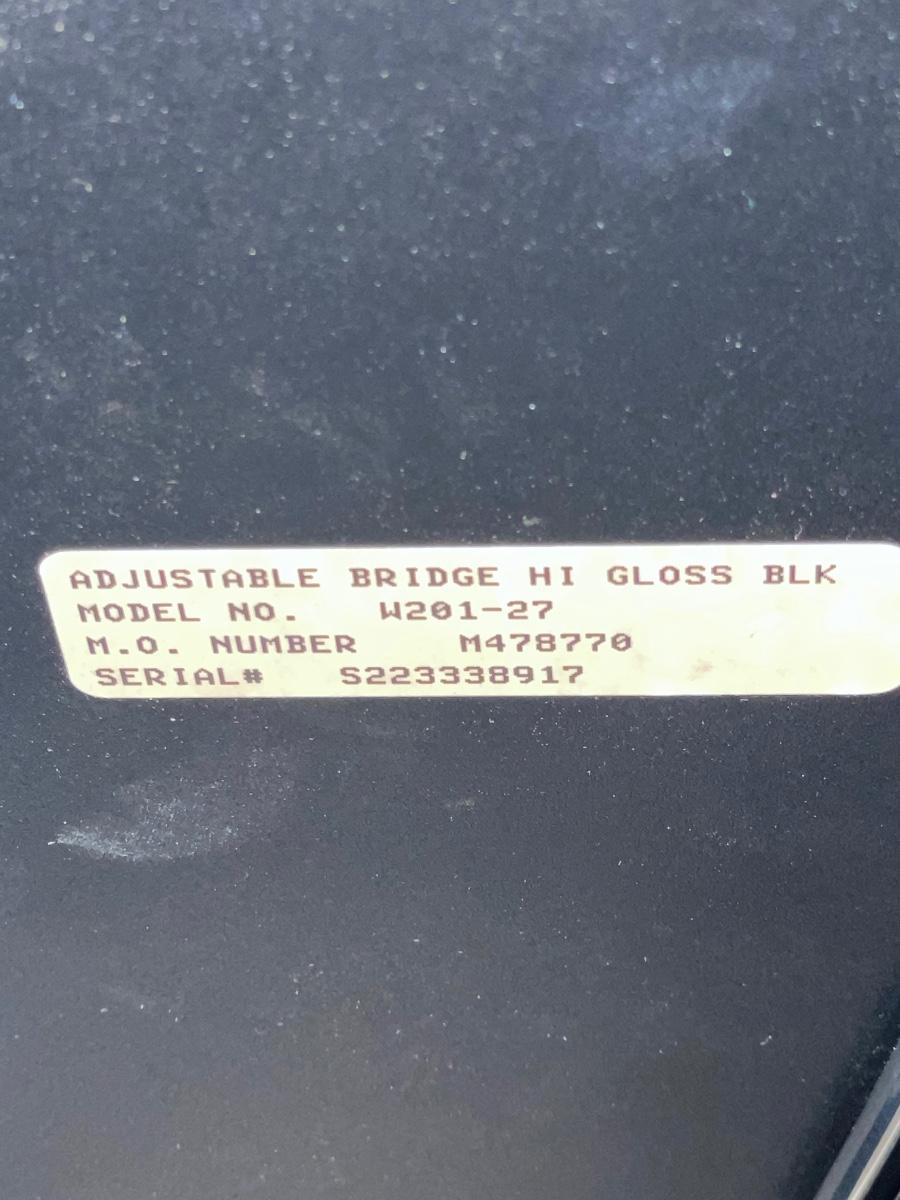 ADJUSTABLE BRIDGE HI GLOSS BLK
MODEL NO. W201-27
M.O. NUMBER M478770
SERIAL# S223338917